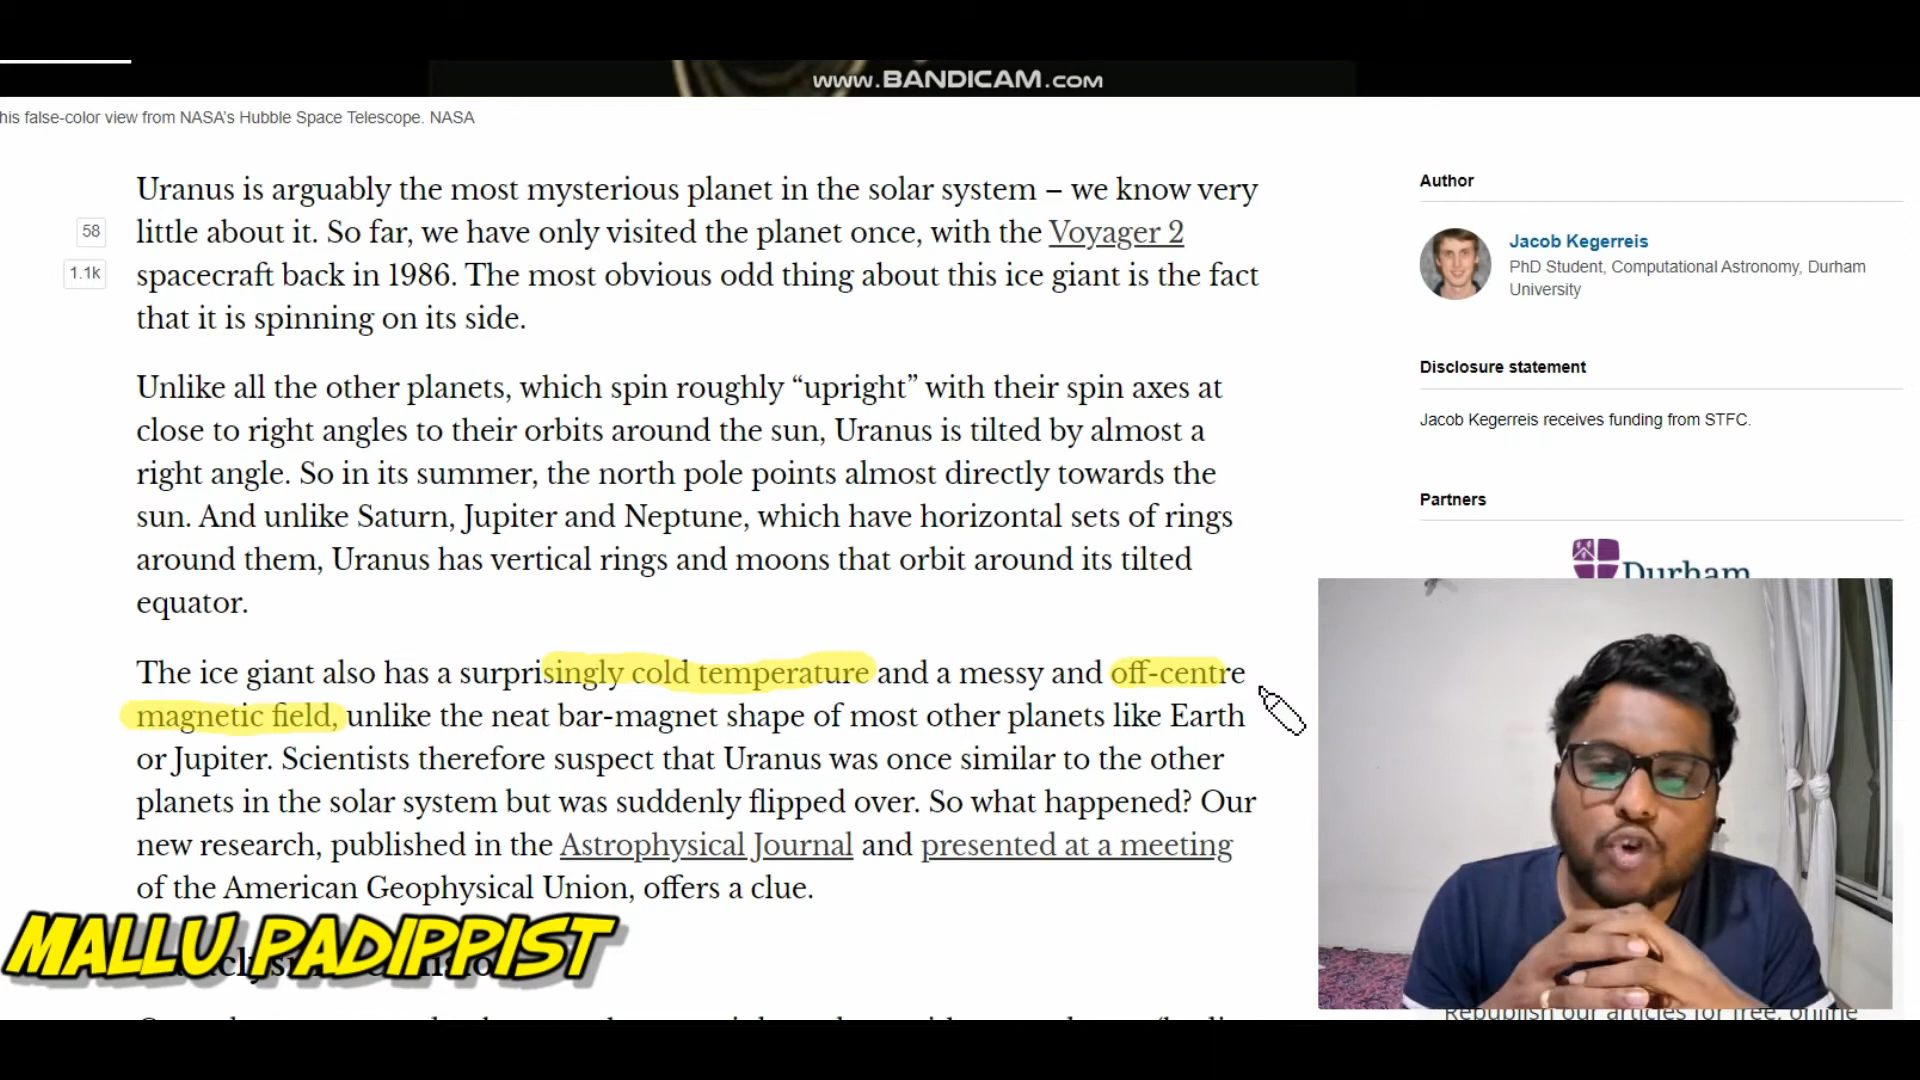 www.BANDICAM.COM
his false-color view from NASA's Hubble Space Telescope. NASA
Uranus is arguably the most mysterious planet in the solar system – we know very
little about it. So far, we have only visited the planet once, with the Voyager 2
spacecraft back in 1986. The most obvious odd thing about this ice giant is the fact
that it is spinning on its side.
58
1.1k
Unlike all the other planets, which spin roughly “upright” with their spin axes at
close to right angles to their orbits around the sun, Uranus is tilted by almost a
right angle. So in its summer, the north pole points almost directly towards the
sun. And unlike Saturn, Jupiter and Neptune, which have horizontal sets of rings
around them, Uranus has vertical rings and moons that orbit around its tilted
equator.
The ice giant also has a surprisingly cold temperature and a messy and off-centre
magnetic field, unlike the neat bar-magnet shape of most other planets like Earth
or Jupiter. Scientists therefore suspect that Uranus was once similar to the other
planets in the solar system but was suddenly flipped over. So what happened? Our
new research, published in the Astrophysical Journal and presented at a meeting
of the American Geophysical Union, offers a clue.
MALLU PADIPPIST
Author
Jacob Kegerreis
PhD Student, Computational Astronomy, Durham
University
Disclosure statement
Jacob Kegerreis receives funding from STFC.
Partners
Durham
Republish our articles for free, online